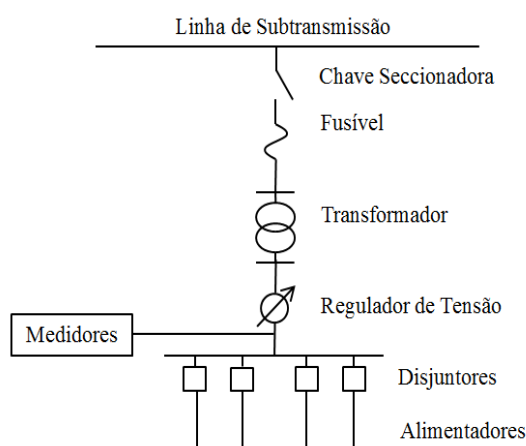 Linha de Subtransmissão
Chave Seccionadora
Fusível
Transformador
Regulador de Tensão
Medidores
Disjuntores
Alimentadores